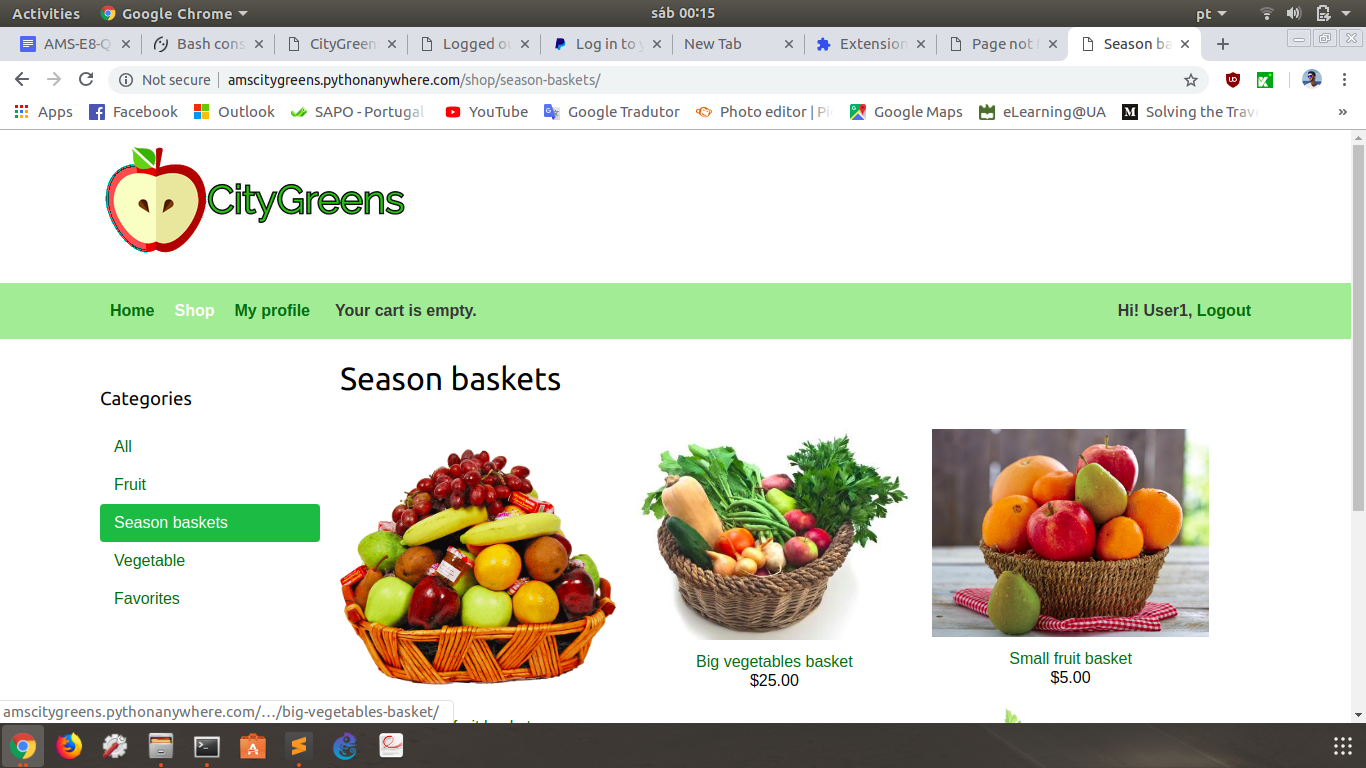 Activities Google Chrome sáb 00:15 pt
AMS-E8-Q Bash cons CityGreen Logged ou Log in to y New Tab Extension Page not Season ba
Not secure amscitygreens.pythonanywhere.com/shop/season-baskets/
Apps Facebook Outlook SAPO - Portugal YouTube Google Tradutor Photo editor | Pi Google Maps eLearning@UA M Solving the Trav »
CityGreens
Home Shop My profile Your cart is empty. Hi! User1, Logout
Season baskets
Categories
All
Fruit
Season baskets
Vegetable
Favorites
Big vegetables basket
$25.00
Small fruit basket
$5.00
amscitygreens.pythonanywhere.com/…/big-vegetables-basket/
fruit basket